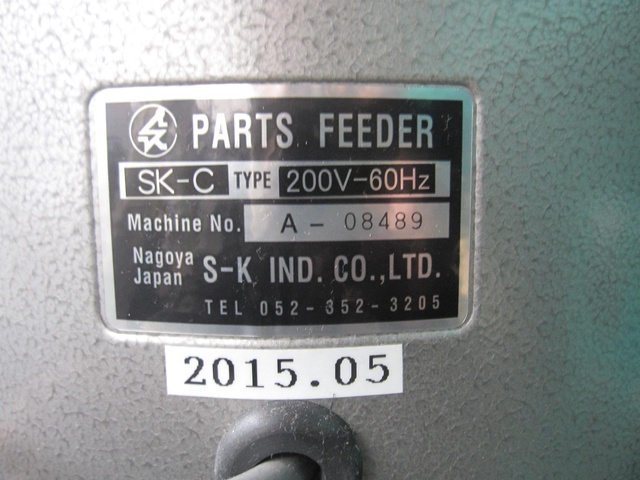 PARTS FEEDER
SK-C TYPE 200V-60Hz
Machine No. A - 08489
Nagoya Japan S-K IND. CO.,LTD.
TEL 052-352-3205
2015.05